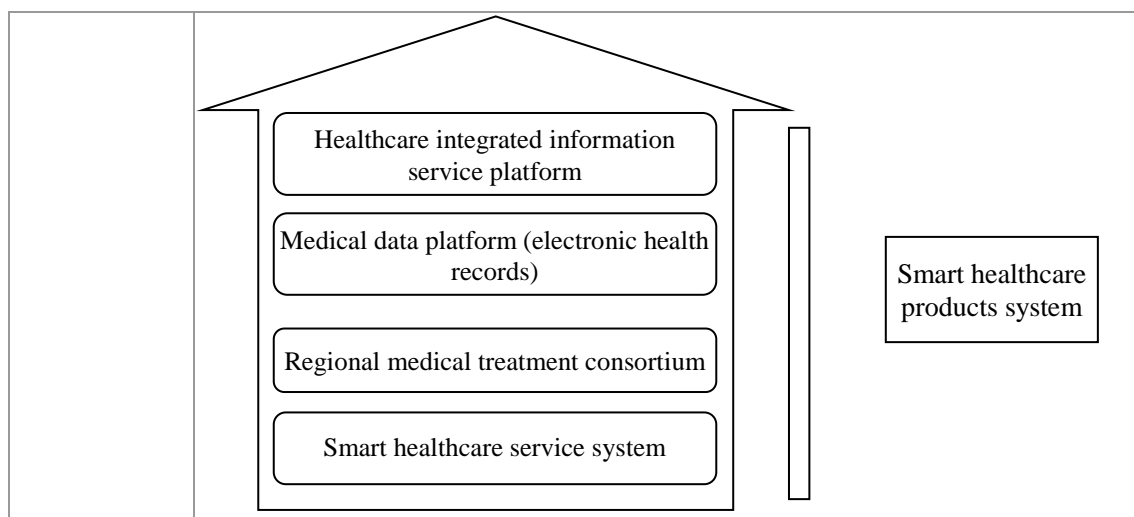 Healthcare integrated information
service platform
Medical data platform (electronic health
records)
Regional medical treatment consortium
Smart healthcare service system
Smart healthcare
products system